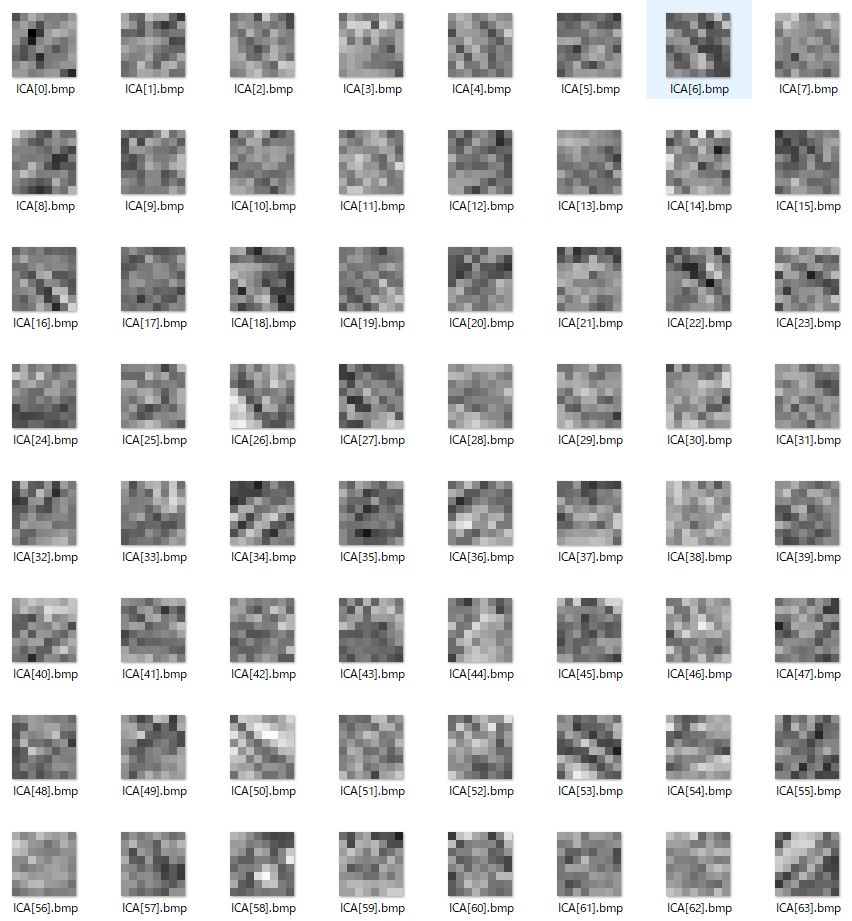 ICA[0].bmp ICA[1].bmp ICA[2].bmp ICA[3].bmp ICA[4].bmp ICA[5].bmp ICA[6].bmp ICA[7].bmp
ICA[8].bmp ICA[9].bmp ICA[10].bmp ICA[11].bmp ICA[12].bmp ICA[13].bmp ICA[14].bmp ICA[15].bmp
ICA[16].bmp ICA[17].bmp ICA[18].bmp ICA[19].bmp ICA[20].bmp ICA[21].bmp ICA[22].bmp ICA[23].bmp
ICA[24].bmp ICA[25].bmp ICA[26].bmp ICA[27].bmp ICA[28].bmp ICA[29].bmp ICA[30].bmp ICA[31].bmp
ICA[32].bmp ICA[33].bmp ICA[34].bmp ICA[35].bmp ICA[36].bmp ICA[37].bmp ICA[38].bmp ICA[39].bmp
ICA[40].bmp ICA[41].bmp ICA[42].bmp ICA[43].bmp ICA[44].bmp ICA[45].bmp ICA[46].bmp ICA[47].bmp
ICA[48].bmp ICA[49].bmp ICA[50].bmp ICA[51].bmp ICA[52].bmp ICA[53].bmp ICA[54].bmp ICA[55].bmp
ICA[56].bmp ICA[57].bmp ICA[58].bmp ICA[59].bmp ICA[60].bmp ICA[61].bmp ICA[62].bmp ICA[63].bmp